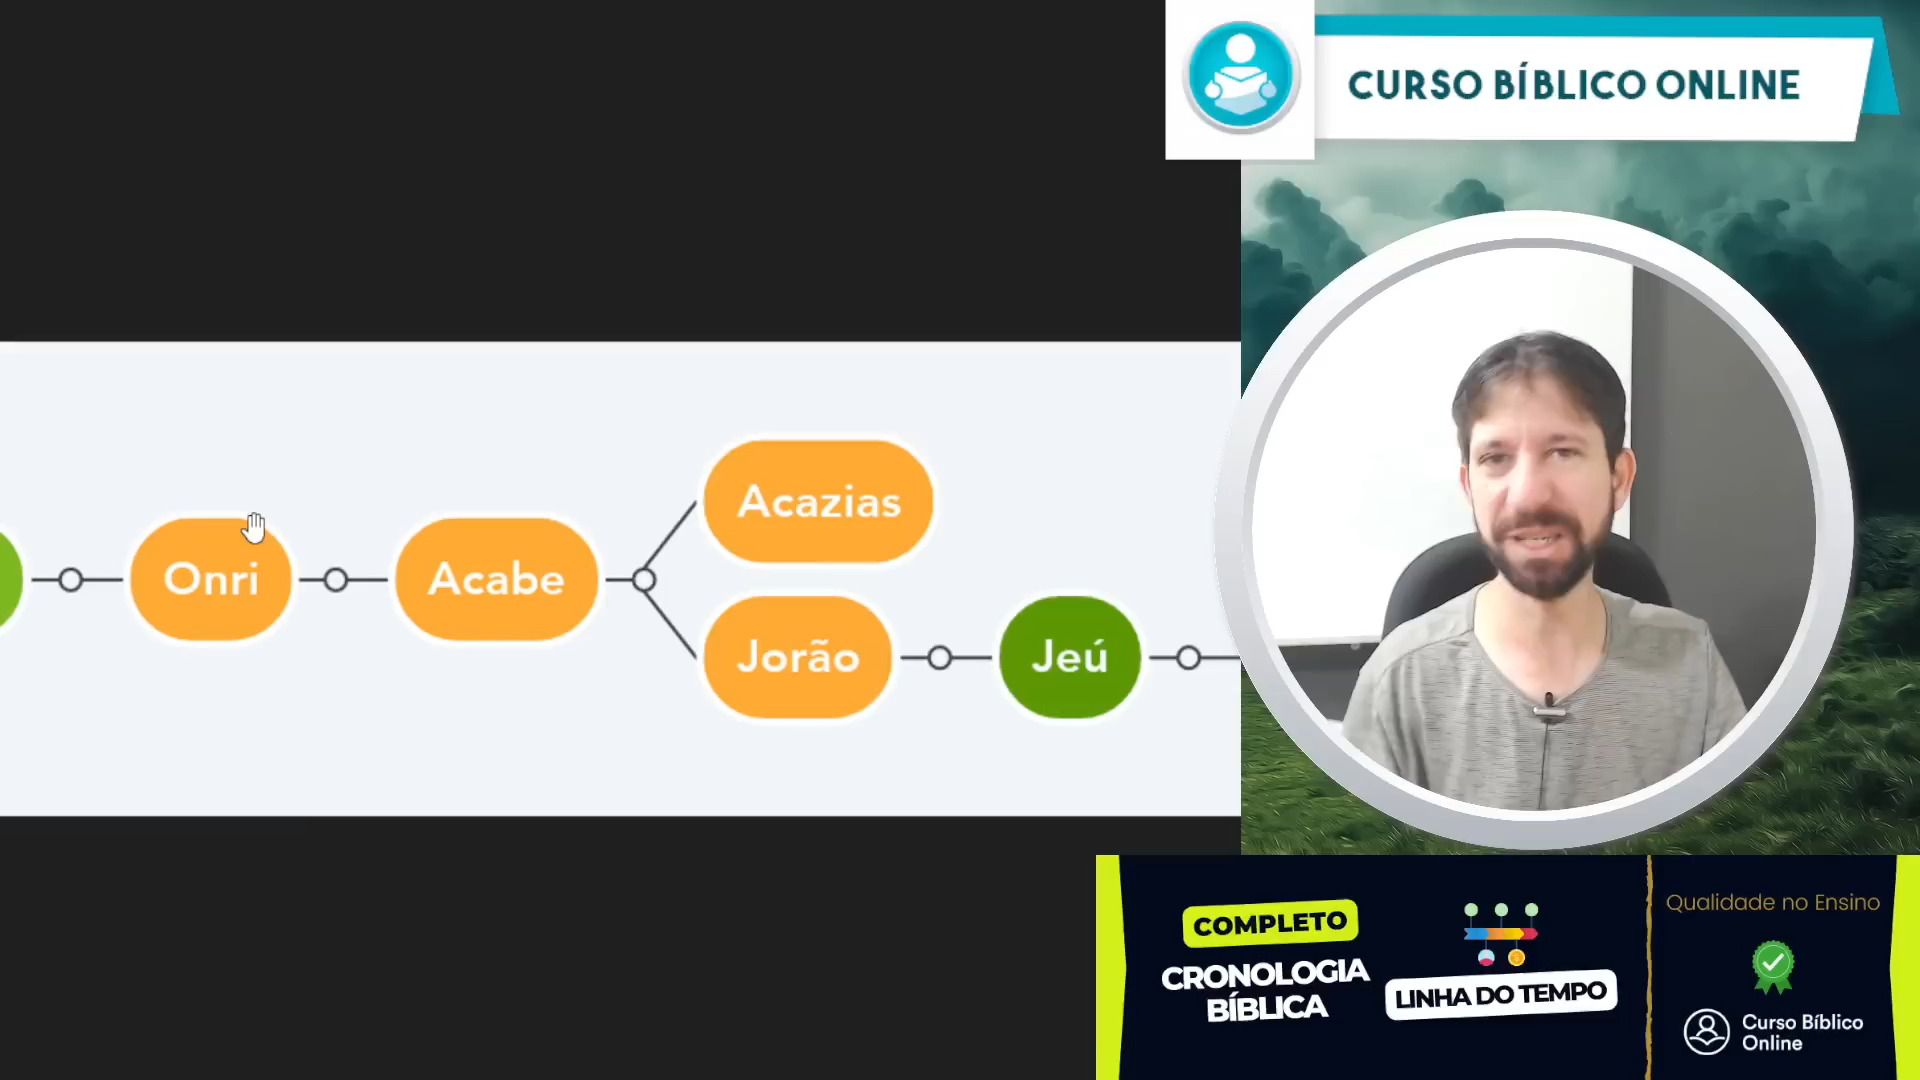 CURSO BÍBLICO ONLINE
Acazias
Onri
Acabe
Jorão
Jeú
COMPLETO
CRONOLOGIA
BÍBLICA
LINHA DO TEMPO
Qualidade no Ensino
Curso Bíblico
Online